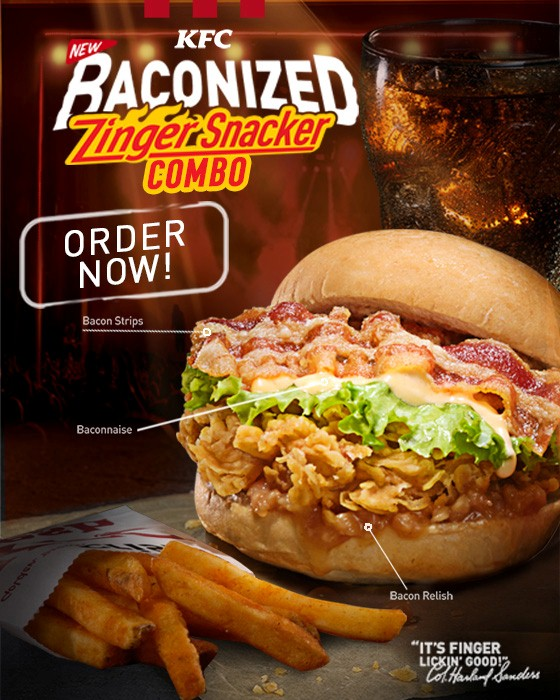 KFC
NEW
BACONIZED
Zinger Snacker
COMBO
ORDER
NOW!
Bacon Strips
Baconnaise
Bacon Relish
"IT'S FINGER
LICKIN' GOOD!"
Col. Harland Sanders